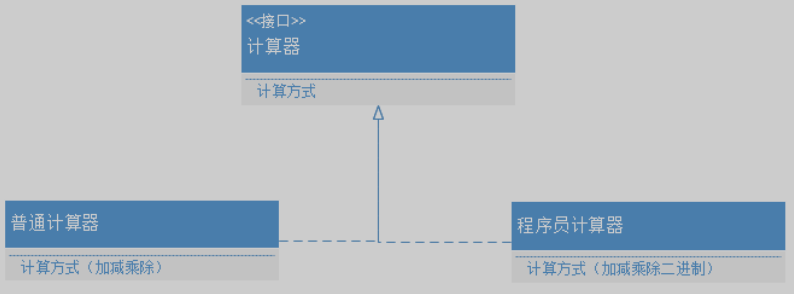 <<接口>>
计算器
计算方式
普通计算器
计算方式（加减乘除）
程序员计算器
计算方式（加减乘除二进制）